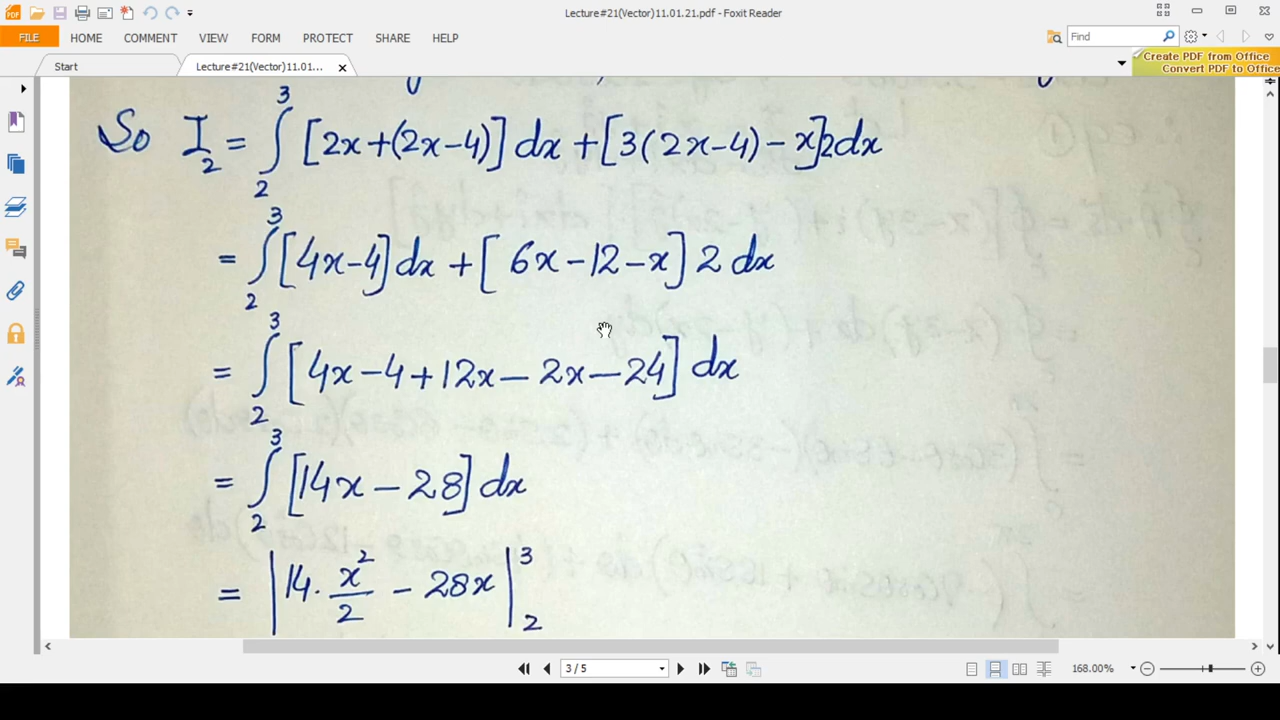 Lecture#21(Vector)11.01.21.pdf - Foxit Reader
FILE HOME COMMENT VIEW FORM PROTECT SHARE HELP
Find
Start Lecture#21(Vector)11.01...
Create PDF from Office
Convert PDF to Office
So I₂ = ∫₂³ [2x+(2x-4)] dx + [3(2x-4) - x]2dx
= ∫₂³ [4x-4] dx + [6x-12-x] 2 dx
= ∫₂³ [4x-4+12x-2x-24] dx
= ∫₂³ [14x-28] dx
= |14. x²/2 - 28x|₂³
3 / 5
168.00%